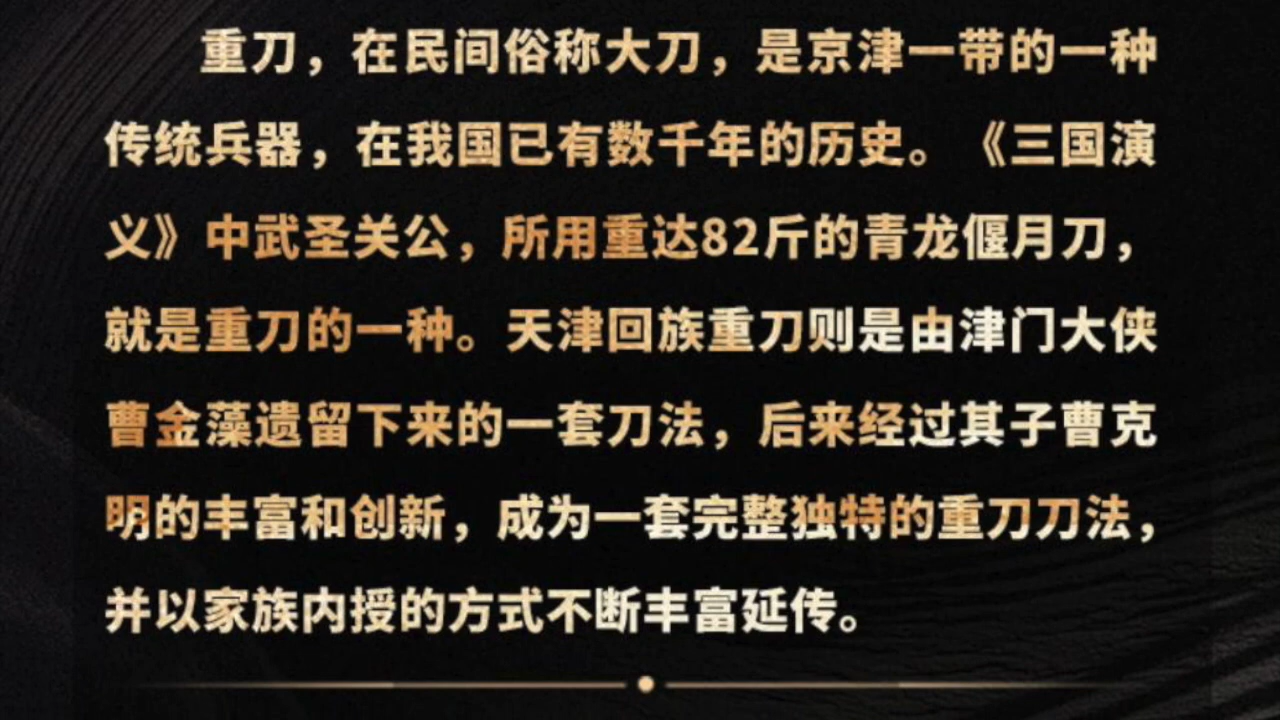 重刀，在民间俗称大刀，是京津一带的一种
传统兵器，在我国已有数千年的历史。《三国演
义》中武圣关公，所用重达82斤的青龙偃月刀，
就是重刀的一种。天津回族重刀则是由津门大侠
曹金藻遗留下来的一套刀法，后来经过其子曹克
明的丰富和创新，成为一套完整独特的重刀刀法，
并以家族内授的方式不断丰富延传。